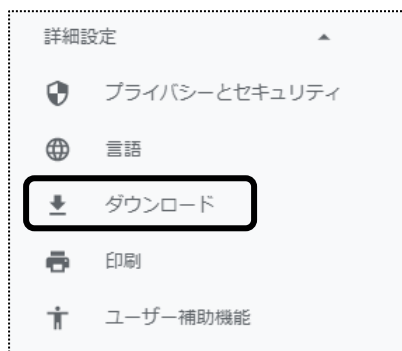 詳細設定
プライバシーとセキュリティ
言語
ダウンロード
印刷
ユーザー補助機能